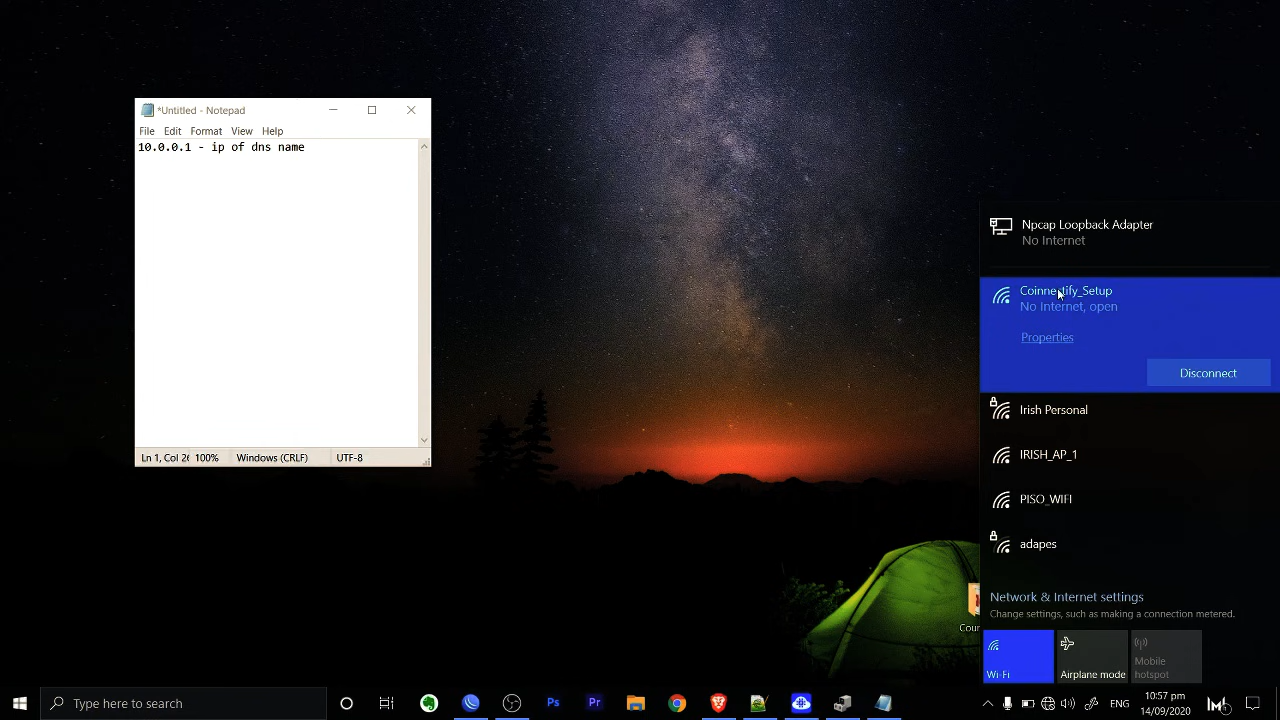 *Untitled - Notepad
File Edit Format View Help
10.0.0.1 - ip of dns name
Ln 1, Col 26 100% Windows (CRLF) UTF-8
Npcap Loopback Adapter
No Internet
Coinnectify_Setup
No Internet, open
Properties
Disconnect
Irish Personal
IRISH_AP_1
PISO_WIFI
adapes
Network & Internet settings
Change settings, such as making a connection metered.
Wi-Fi
Airplane mode
Mobile
hotspot
Cour
Type here to search
Ps
Pr
ENG
10:57 pm
14/09/2020